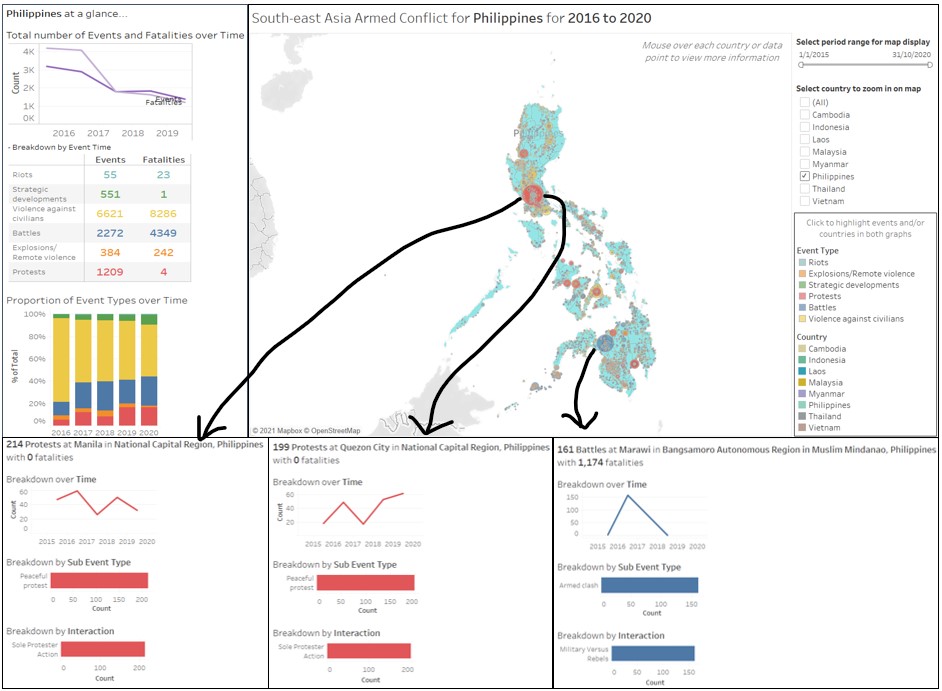 Philippines at a glance...
Total number of Events and Fatalities over Time
4K
3K
2K
1K
0K
Count
Events
Fatalities
2016 2017 2018 2019
- Breakdown by Event Time
Events Fatalities
Riots 55 23
Strategic
developments 551 1
Violence against
civilians 6621 8286
Battles 2272 4349
Explosions/
Remote violence 384 242
Protests 1209 4
Proportion of Event Types over Time
100%
80%
60%
40%
20%
0%
% of Total
2016 2017 2018 2019 2020
South-east Asia Armed Conflict for Philippines for 2016 to 2020
Mouse over each country or data
point to view more information
© 2021 Mapbox © OpenStreetMap
Select period range for map display
1/1/2015 31/10/2020
Select country to zoom in on map
(All)
Cambodia
Indonesia
Laos
Malaysia
Myanmar
Philippines
Thailand
Vietnam
Click to highlight events and/or
countries in both graphs
Event Type
Riots
Explosions/Remote violence
Strategic developments
Protests
Battles
Violence against civilians
Country
Cambodia
Indonesia
Laos
Malaysia
Myanmar
Philippines
Thailand
Vietnam
214 Protests at Manila in National Capital Region, Philippines
with 0 fatalities
Breakdown over Time
60
40
20
0
Count
2015 2016 2017 2018 2019 2020
Breakdown by Sub Event Type
Peaceful
protest
0 50 100 150 200
Count
Breakdown by Interaction
Sole Protester
Action
0 100 200
Count
199 Protests at Quezon City in National Capital Region, Philippines
with 0 fatalities
Breakdown over Time
60
40
20
Count
2015 2016 2017 2018 2019 2020
Breakdown by Sub Event Type
Peaceful
protest
0 50 100 150 200
Count
Breakdown by Interaction
Sole Protester
Action
0 100 200
Count
161 Battles at Marawi in Bangsamoro Autonomous Region in Muslim Mindanao, Philippines
with 1,174 fatalities
Breakdown over Time
150
100
50
0
2015 2016 2017 2018 2019 2020
Breakdown by Sub Event Type
Armed clash
0 50 100 150
Count
Breakdown by Interaction
Military Versus
Rebels
0 50 100 150
Count